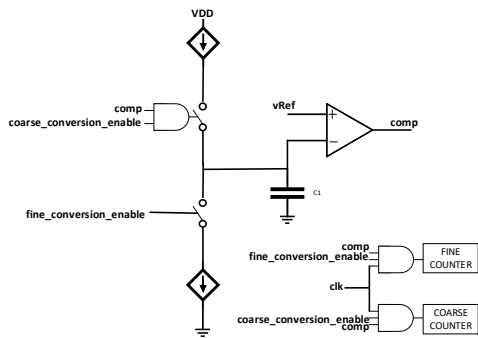 VDD
comp
coarse_conversion_enable
vRef
+
comp
−
C1
fine_conversion_enable
comp
fine_conversion_enable
FINE
COUNTER
clk
coarse_conversion_enable
comp
COARSE
COUNTER